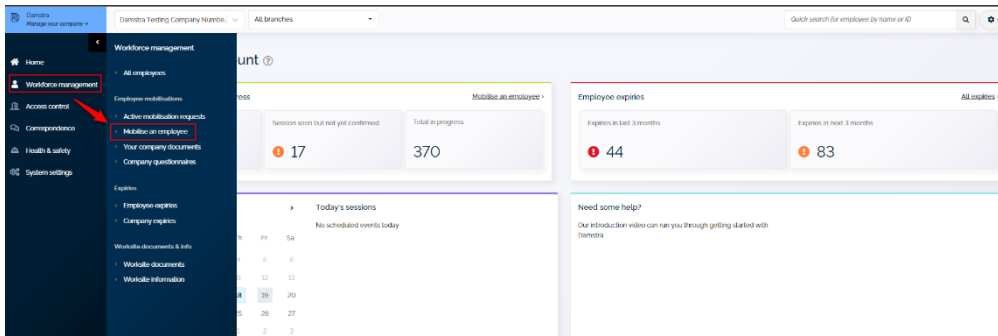 Damstra
Manage your company
Damstra Testing Company Numbe..
All branches
Quick search for employee by name or ID
Home
Workforce management
Access control
Correspondence
Health & safety
System settings
Workforce management
All employees
Employee mobilisations
Active mobilisation requests
Mobilise an employee
Your company documents
Company questionnaires
Expiries
Employee expiries
Company expiries
Worksite documents & info
Worksite documents
Worksite information
unt
ess
Mobilise an employee
Session soon but not yet confirmed
Total in progress
17
370
Employee expiries
All expiries
Expiries in last 3 months
Expiries in next 3 months
44
83
Today's sessions
No scheduled events today
Fr Sa
12 13
19 20
26 27
2 3
Need some help?
Our introduction video can run you through getting started with
Damstra